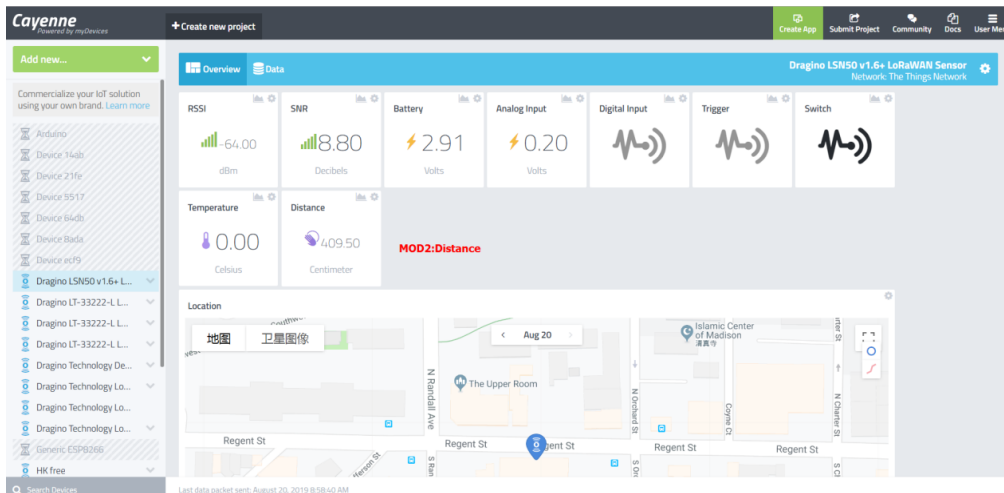 Cayenne
Powered by myDevices
+ Create new project
Create App
Submit Project
Community
Docs
User Men
Add new...
Commercialize your IoT solution
using your own brand. Learn more
Arduino
Device 14ab
Device 21fe
Device 5517
Device 64db
Device 8ada
Device ecf9
Dragino LSN50 v1.6+ L...
Dragino LT-33222-L L...
Dragino LT-33222-L L...
Dragino LT-33222-L L...
Dragino Technology De...
Dragino Technology Lo...
Dragino Technology Lo...
Dragino Technology Lo...
Generic ESP8266
HK free
Search Devices
Overview
Data
Dragino LSN50 v1.6+ LoRaWAN Sensor
Network: The Things Network
RSSI
-64.00
dBm
SNR
8.80
Decibels
Battery
2.91
Volts
Analog Input
0.20
Volts
Digital Input
Trigger
Switch
Temperature
0.00
Celsius
Distance
409.50
Centimeter
MOD2:Distance
Location
地图
卫星图像
Aug 20
Islamic Center
of Madison
清真寺
The Upper Room
N Randall Ave
N Orchard St
Coyne Ct
N Charter St
Regent St
Regent St
gent St
Regent St
Last data packet sent: August 20, 2019 8:58:40 AM